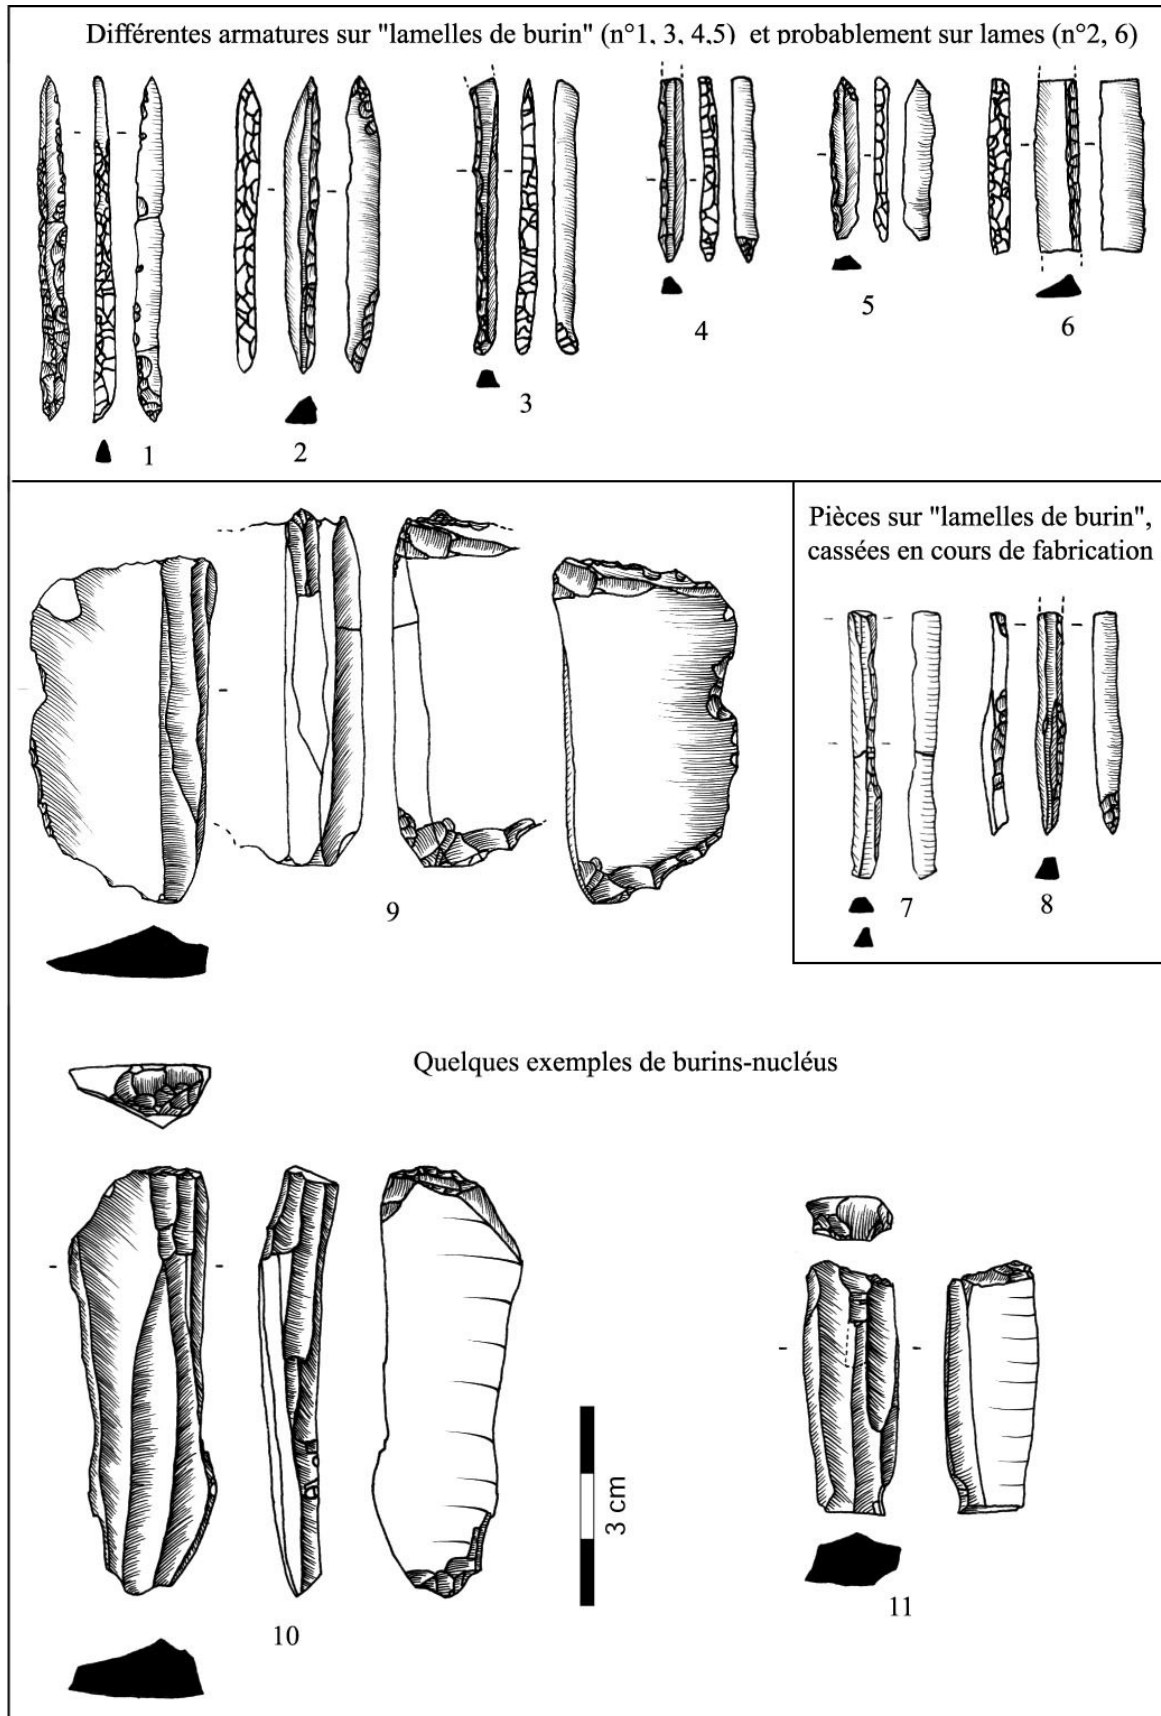 Différentes armatures sur "lamelles de burin" (n°1, 3, 4,5) et probablement sur lames (n°2, 6)
1
2
3
4
5
6
Pièces sur "lamelles de burin",
cassées en cours de fabrication
7
8
9
Quelques exemples de burins-nucléus
3 cm
10
11